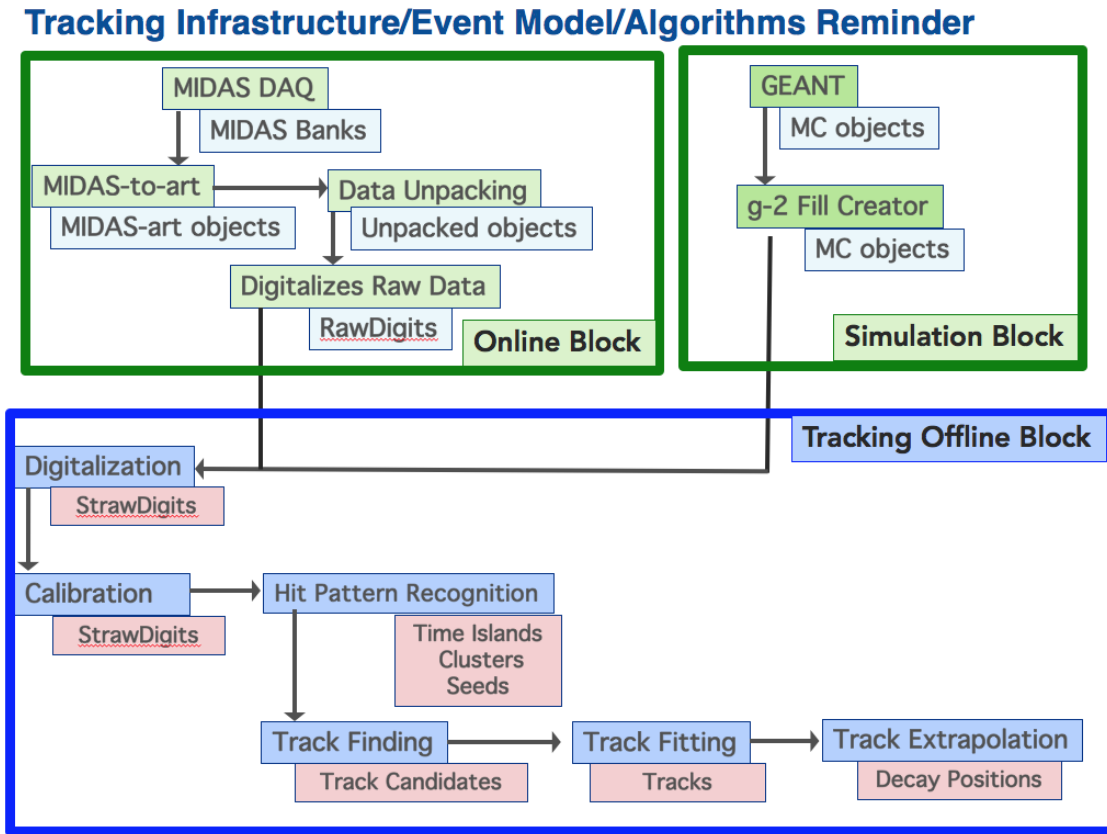 Tracking Infrastructure/Event Model/Algorithms Reminder
MIDAS DAQ
MIDAS Banks
MIDAS-to-art
MIDAS-art objects
Data Unpacking
Unpacked objects
Digitalizes Raw Data
RawDigits
Online Block
GEANT
MC objects
g-2 Fill Creator
MC objects
Simulation Block
Tracking Offline Block
Digitalization
StrawDigits
Calibration
StrawDigits
Hit Pattern Recognition
Time Islands
Clusters
Seeds
Track Finding
Track Candidates
Track Fitting
Tracks
Track Extrapolation
Decay Positions